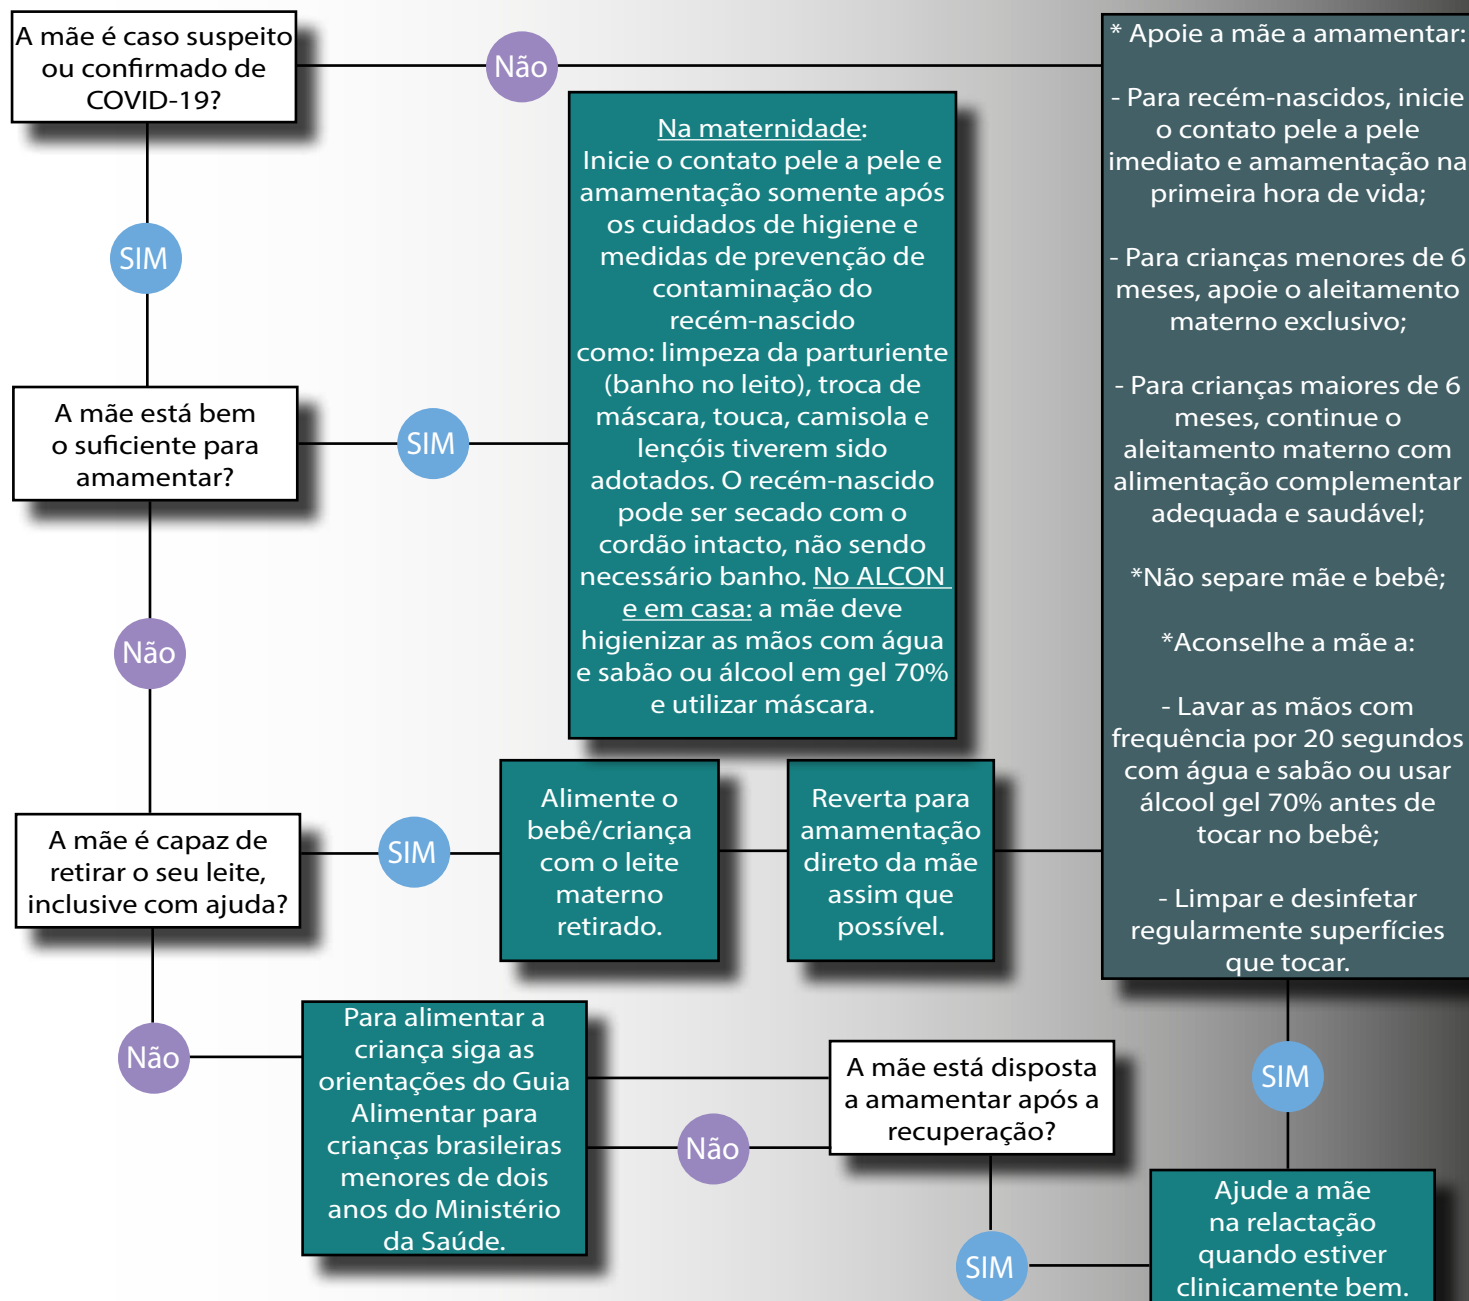 A mãe é caso suspeito
ou confirmado de
COVID-19?
Não
SIM
A mãe está bem
o suficiente para
amamentar?
SIM
Na maternidade:
Inicie o contato pele a pele e
amamentação somente após
os cuidados de higiene e
medidas de prevenção de
contaminação do
recém-nascido
como: limpeza da parturiente
(banho no leito), troca de
máscara, touca, camisola e
lençóis tiverem sido
adotados. O recém-nascido
pode ser secado com o
cordão intacto, não sendo
necessário banho. No ALCON
e em casa: a mãe deve
higienizar as mãos com água
e sabão ou álcool em gel 70%
e utilizar máscara.
* Apoie a mãe a amamentar:
- Para recém-nascidos, inicie
o contato pele a pele
imediato e amamentação na
primeira hora de vida;
- Para crianças menores de 6
meses, apoie o aleitamento
materno exclusivo;
- Para crianças maiores de 6
meses, continue o
aleitamento materno com
alimentação complementar
adequada e saudável;
*Não separe mãe e bebê;
*Aconselhe a mãe a:
- Lavar as mãos com
frequência por 20 segundos
com água e sabão ou usar
álcool gel 70% antes de
tocar no bebê;
- Limpar e desinfetar
regularmente superfícies
que tocar.
Não
A mãe é capaz de
retirar o seu leite,
inclusive com ajuda?
SIM
Alimente o
bebê/criança
com o leite
materno
retirado.
Reverta para
amamentação
direto da mãe
assim que
possível.
Não
Para alimentar a
criança siga as
orientações do Guia
Alimentar para
crianças brasileiras
menores de dois
anos do Ministério
da Saúde.
Não
A mãe está disposta
a amamentar após a
recuperação?
SIM
SIM
Ajude a mãe
na relactação
quando estiver
clinicamente bem.